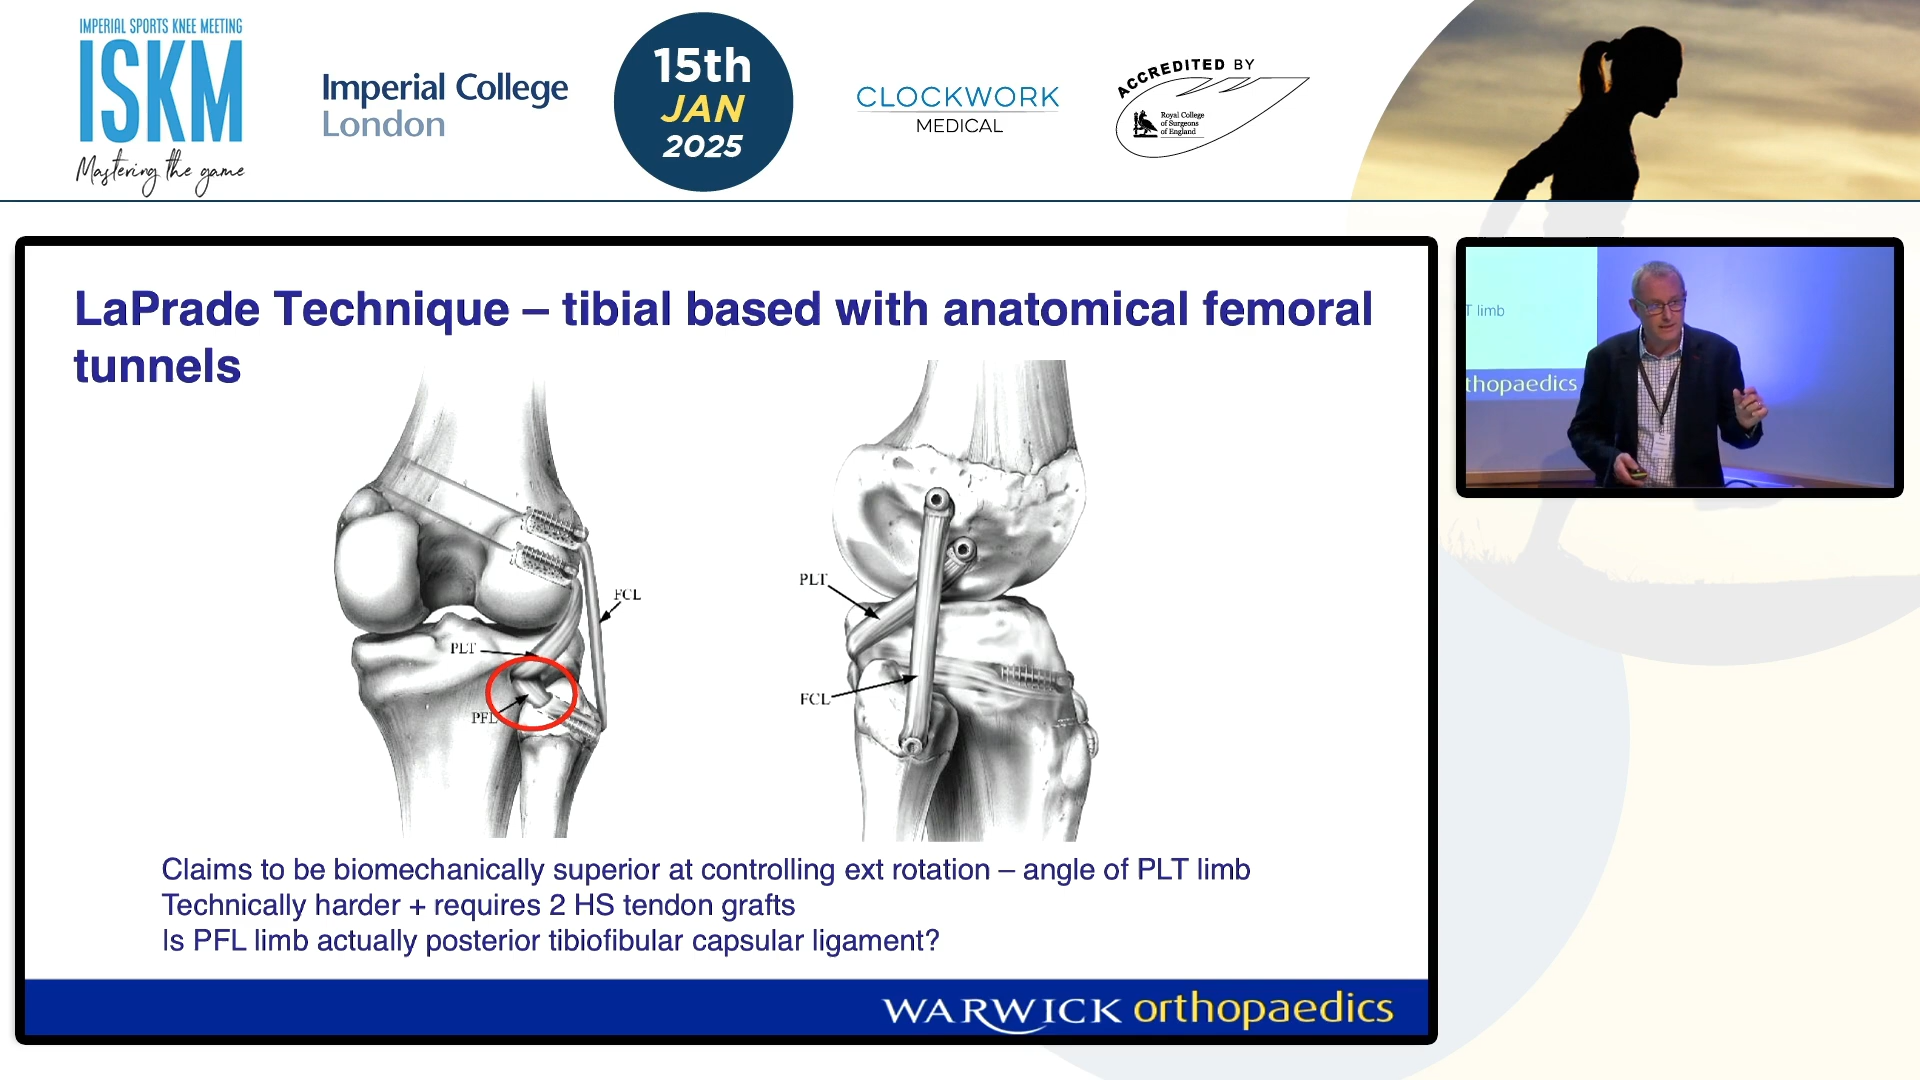 IMPERIAL SPORTS KNEE MEETING
ISKM
Mastering the game
Imperial College
London
15th
JAN
2025
CLOCKWORK
MEDICAL
ACCREDITED BY
Royal College
of Surgeons
of England
LaPrade Technique – tibial based with anatomical femoral
tunnels
FCL
PLT
PFL
PLT
FCL
Claims to be biomechanically superior at controlling ext rotation – angle of PLT limb
Technically harder + requires 2 HS tendon grafts
Is PFL limb actually posterior tibiofibular capsular ligament?
WARWICK orthopaedics
T limb
thopaedics